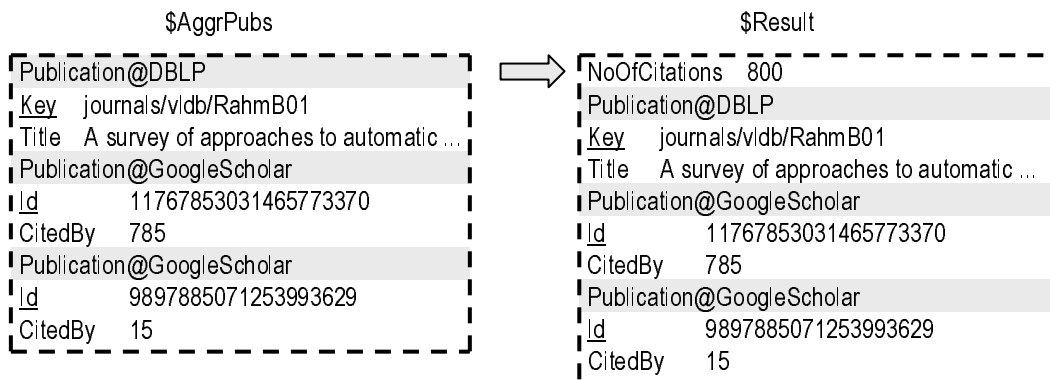 $AggrPubs
Publication@DBLP
Key journals/vldb/RahmB01
Title A survey of approaches to automatic ...
Publication@GoogleScholar
Id 11767853031465773370
CitedBy 785
Publication@GoogleScholar
Id 9897885071253993629
CitedBy 15
$Result
NoOfCitations 800
Publication@DBLP
Key journals/vldb/RahmB01
Title A survey of approaches to automatic ...
Publication@GoogleScholar
Id 11767853031465773370
CitedBy 785
Publication@GoogleScholar
Id 9897885071253993629
CitedBy 15